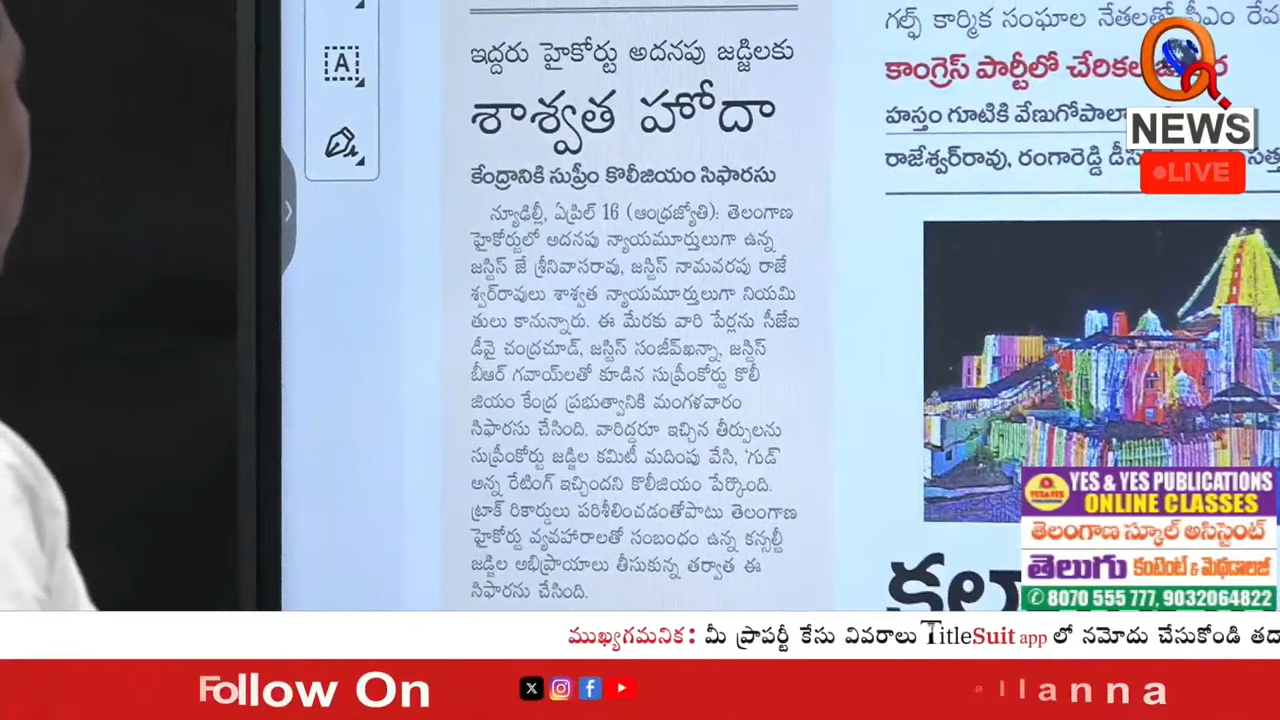 ఇద్దరు హైకోర్టు అదనపు జడ్జిలకు
శాశ్వత హోదా
కేంద్రానికి సుప్రీం కొలీజియం సిఫారసు
న్యూఢిల్లీ, ఏప్రిల్ 16 (ఆంధ్రజ్యోతి): తెలంగాణ
హైకోర్టులో అదనపు న్యాయమూర్తులుగా ఉన్న
జస్టిస్ జే శ్రీనివాసరావు, జస్టిస్ నామవరపు రాజే
శ్వర్‌రావులు శాశ్వత న్యాయమూర్తులుగా నియమి
తులు కానున్నారు. ఈ మేరకు వారి పేర్లను సీజేఐ
డీవై చంద్రచూడ్, జస్టిస్ సంజీవ్‌ఖన్నా, జస్టిస్
బీఆర్ గవాయ్‌లతో కూడిన సుప్రీంకోర్టు కొలీ
జియం కేంద్ర ప్రభుత్వానికి మంగళవారం
సిఫారసు చేసింది. వారిద్దరూ ఇచ్చిన తీర్పులను
సుప్రీంకోర్టు జడ్జిల కమిటీ మదింపు వేసి, 'గుడ్'
అన్న రేటింగ్ ఇచ్చిందని కొలీజియం పేర్కొంది.
ట్రాక్ రికార్డులు పరిశీలించడంతోపాటు తెలంగాణ
హైకోర్టు వ్యవహారాలతో సంబంధం ఉన్న కన్సల్టీ
జడ్జిల అభిప్రాయాలు తీసుకున్న తర్వాత ఈ
సిఫారసు చేసింది.
గల్ఫ్ కార్మిక సంఘాల నేతలతో సీఎం రేవ
కాంగ్రెస్ పార్టీలో చేరికల
హస్తం గూటికి వేణుగోపాలా
రాజేశ్వర్‌రావు, రంగారెడ్డి డీస
Q
NEWS
LIVE
A
YES & YES PUBLICATIONS
ONLINE CLASSES
తెలంగాణ స్కూల్ అసిస్టెంట్
తెలుగు కంటెంట్ & మెథడాలజీ
8070 555 777, 9032064822
ముఖ్యగమనిక: మీ ప్రాపర్టీ కేసు వివరాలు TitleSuit app లో నమోదు చేసుకోండి తదా
Follow On
allanna